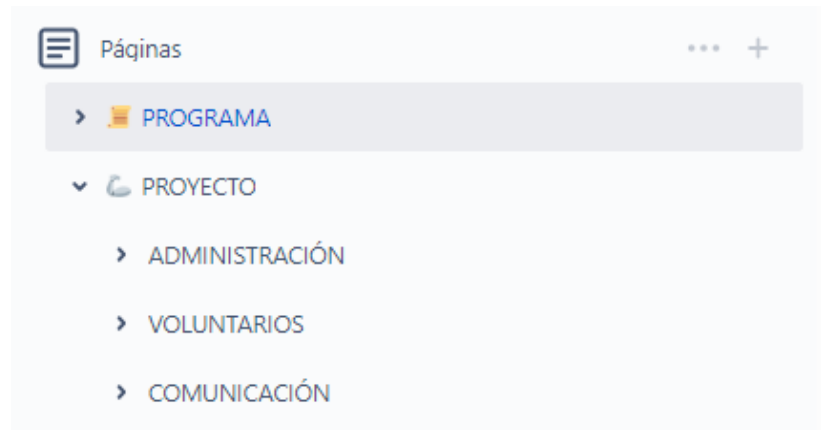 Páginas
PROGRAMA
PROYECTO
ADMINISTRACIÓN
VOLUNTARIOS
COMUNICACIÓN